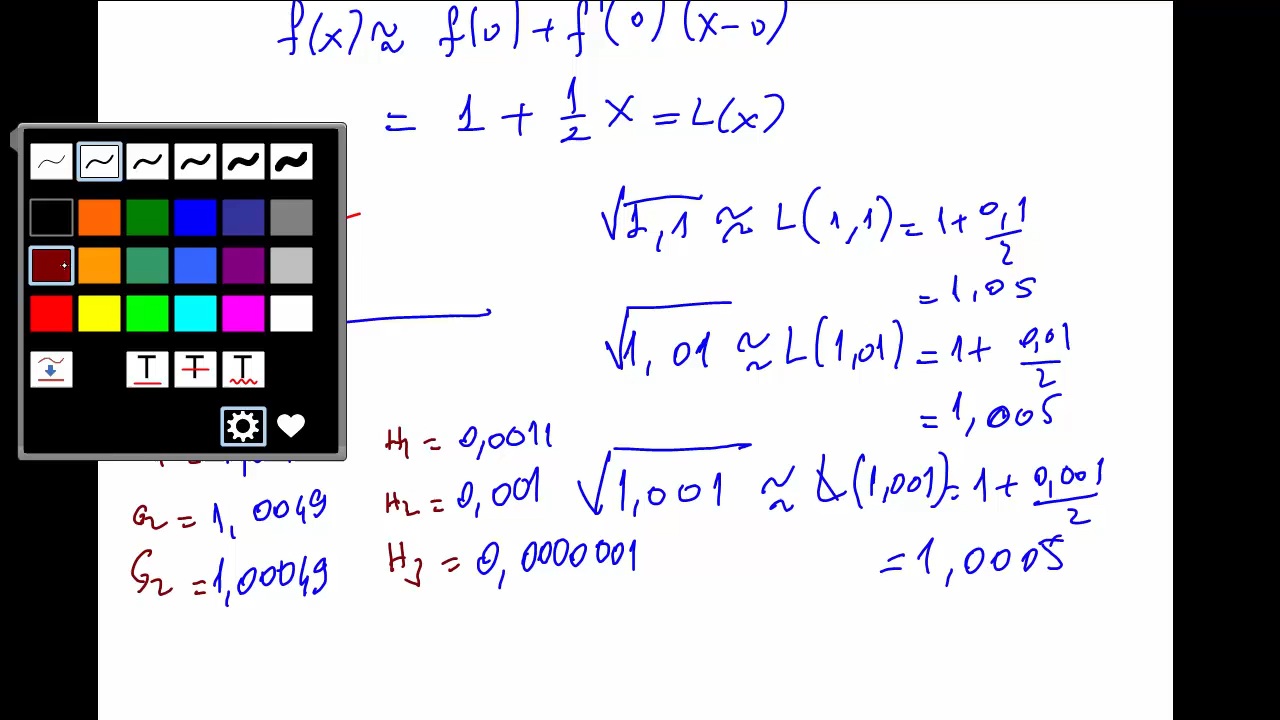 f(x) ≈ f(0) + f'(0) (x-0)
= 1 + 1/2 x = L(x)
√1,1 ≈ L(1,1) = 1 + 0,1/2
= 1,05
√1,01 ≈ L(1,01) = 1 + 0,01/2
= 1,005
H1 = 0,0011
√1,001 ≈ L(1,001) = 1 + 0,001/2
H2 = 0,001
G2 = 1,0049
H3 = 0,0000001
= 1,0005
G2 = 1,00049
T T T